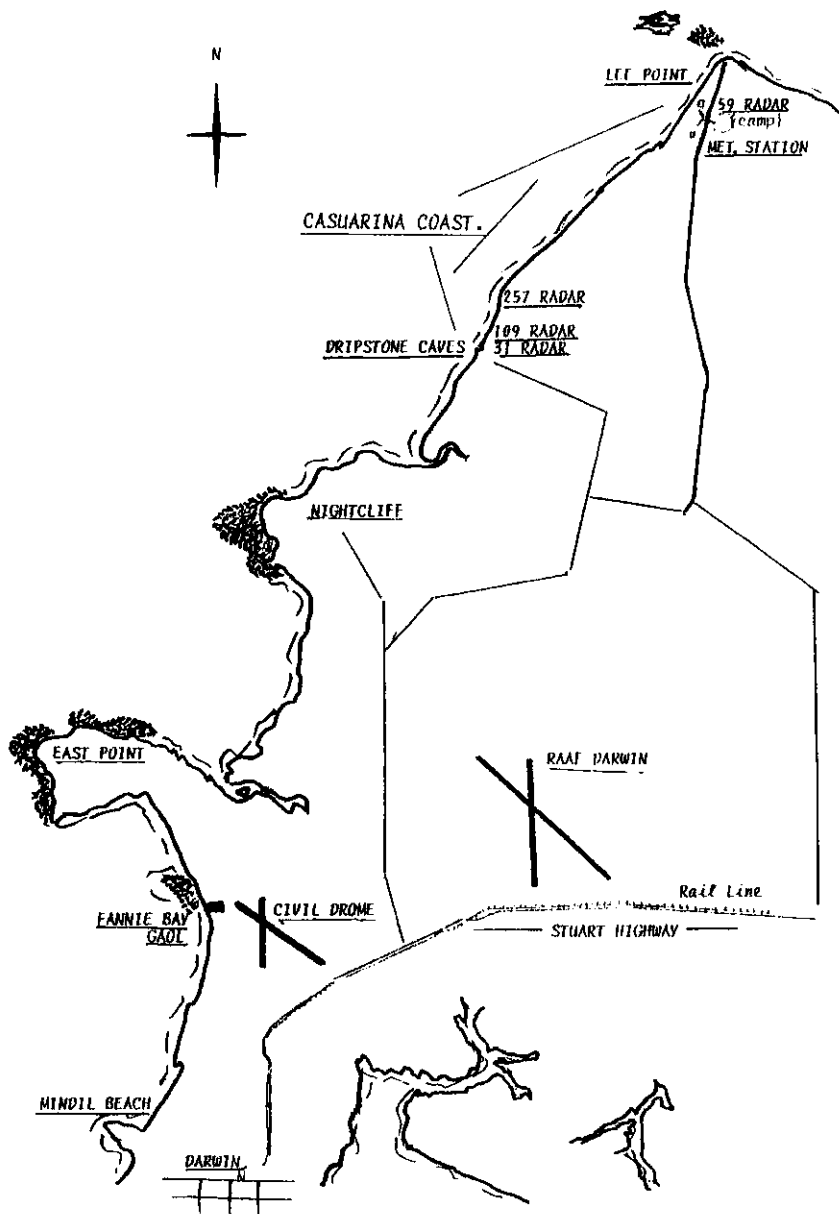 N
LEE POINT
59 RADAR
(camp)
MET. STATION
CASUARINA COAST.
257 RADAR
109 RADAR
DRIPSTONE CAVES
31 RADAR
NIGHTCLIFF
EAST POINT
RAAF DARWIN
Rail Line
FANNIE BAY
GAOL
CIVIL DROME
STUART HIGHWAY
MINDIL BEACH
DARWIN